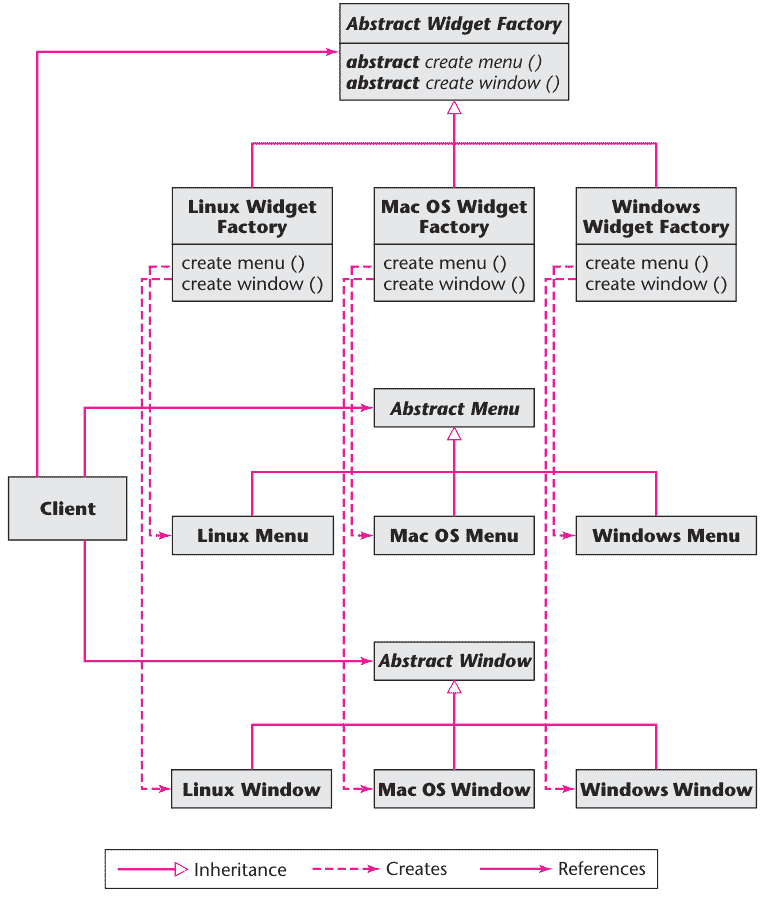 Abstract Widget Factory
abstract create menu ()
abstract create window ()
Linux Widget
Factory
create menu ()
create window ()
Mac OS Widget
Factory
create menu ()
create window ()
Windows
Widget Factory
create menu ()
create window ()
Abstract Menu
Client
Linux Menu
Mac OS Menu
Windows Menu
Abstract Window
Linux Window
Mac OS Window
Windows Window
Inheritance
Creates
References